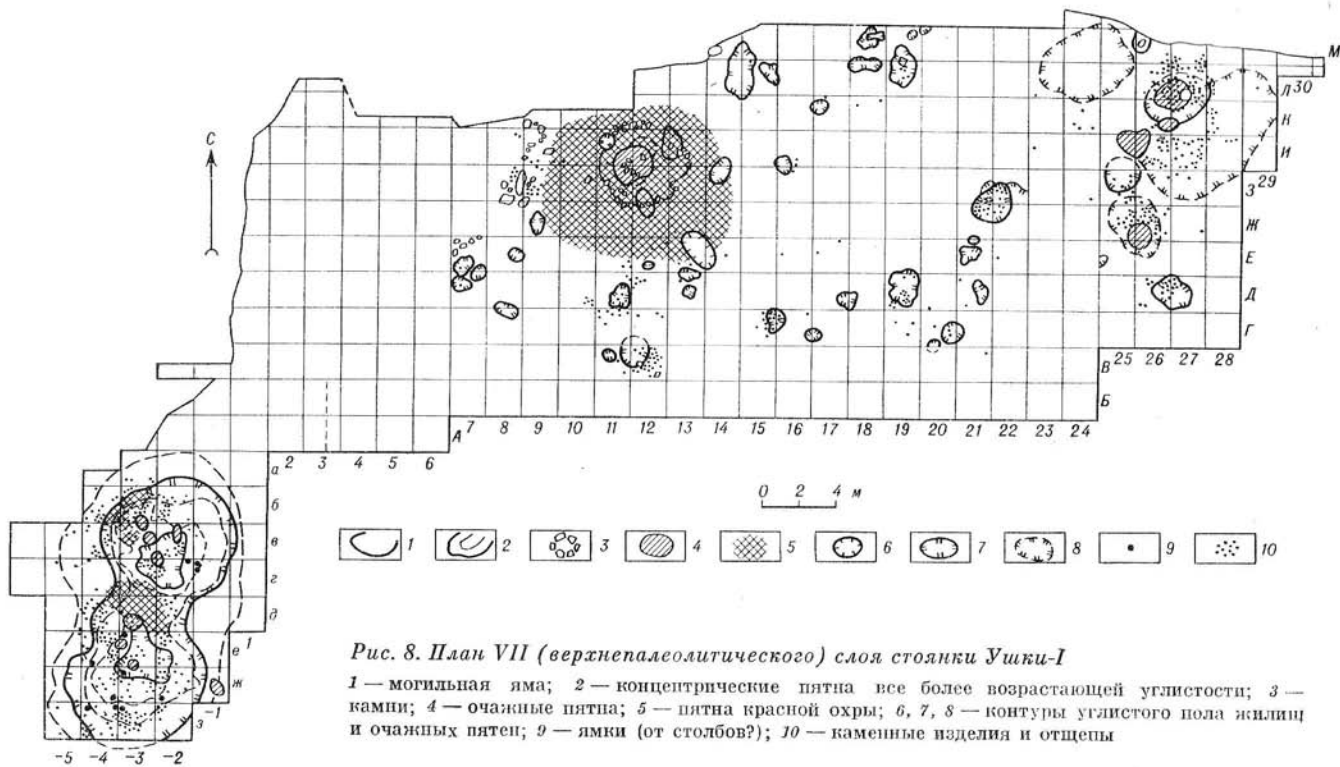 М
30
Л
К
И
29
З
Ж
Е
Д
Г
25 26 27 28
В
Б
С
А
7 8 9 10 11 12 13 14 15 16 17 18 19 20 21 22 23 24
2 3 4 5 6
а
б
в
г
д
1
е
ж
-1
з
-5 -4 -3 -2
0 2 4 м
1 2 3 4 5 6 7 8 9 10
Рис. 8. План VII (верхнепалеолитического) слоя стоянки Ушки-I
1 — могильная яма; 2 — концентрические пятна все более возрастающей углистости; 3 —
камни; 4 — очажные пятна; 5 — пятна красной охры; 6, 7, 8 — контуры углистого пола жилищ
и очажных пятен; 9 — ямки (от столбов?); 10 — каменные изделия и отщепы